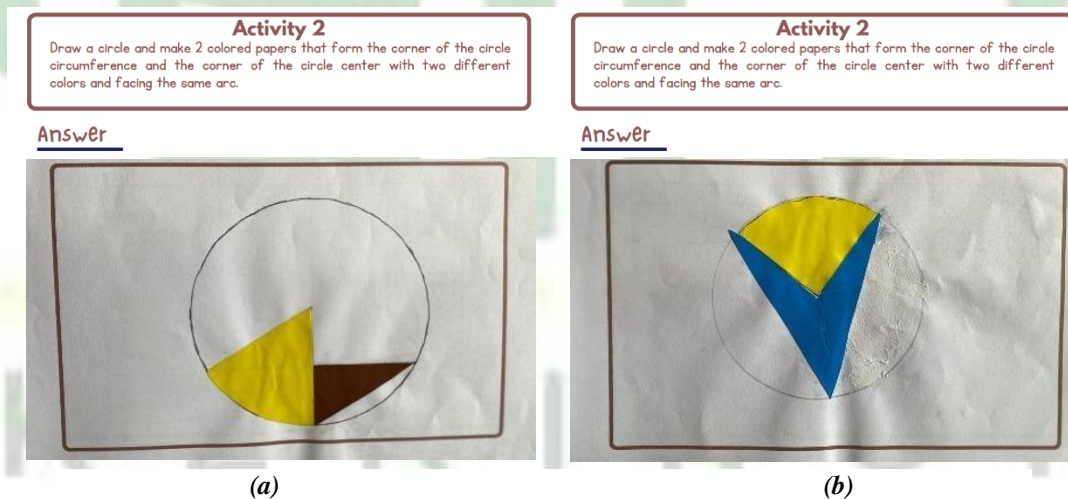 Activity 2
Draw a circle and make 2 colored papers that form the corner of the circle
circumference and the corner of the circle center with two different
colors and facing the same arc.
Answer
(a)
Activity 2
Draw a circle and make 2 colored papers that form the corner of the circle
circumference and the corner of the circle center with two different
colors and facing the same arc.
Answer
(b)